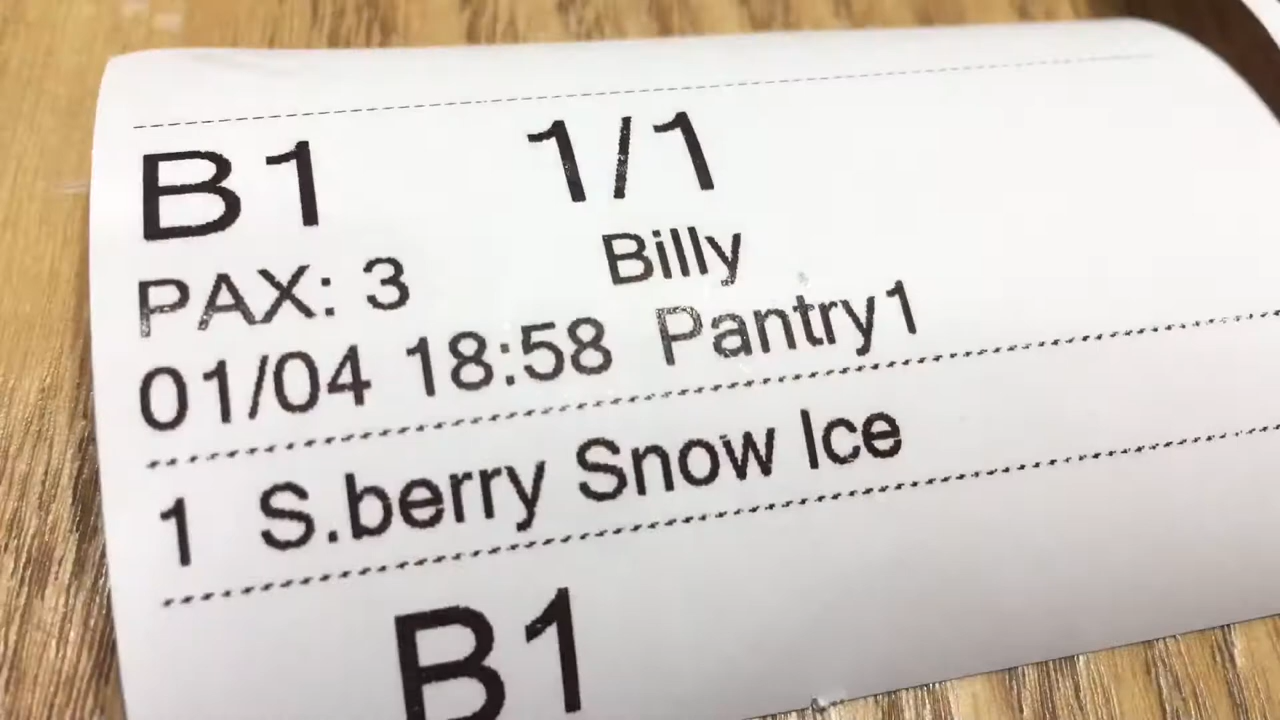 B1 1/1
PAX: 3 Billy
01/04 18:58 Pantry1
1 S.berry Snow Ice
B1